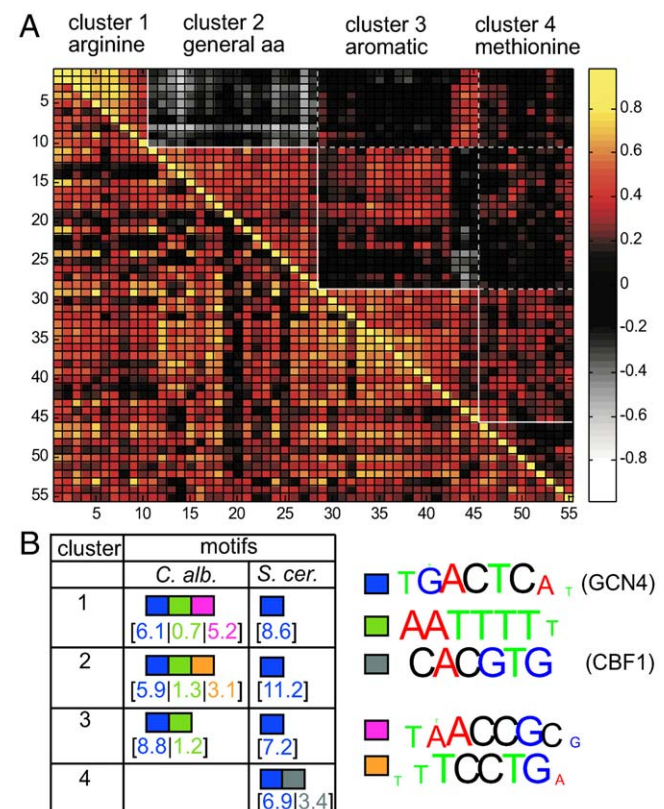 A
cluster 1 cluster 2 cluster 3 cluster 4
arginine general aa aromatic methionine
5
10
15
20
25
30
35
40
45
50
55
5 10 15 20 25 30 35 40 45 50 55
0.8
0.6
0.4
0.2
0
-0.2
-0.4
-0.6
-0.8
B
cluster motifs
C. alb. S. cer.
1
[6.1|0.7|5.2] [8.6]
2
[5.9|1.3|3.1] [11.2]
3
[8.8|1.2] [7.2]
4
[6.9|3.4]
TGACTCA T (GCN4)
AATTTTT
CACGTG (CBF1)
TAACCGCG
TTTCCTGA